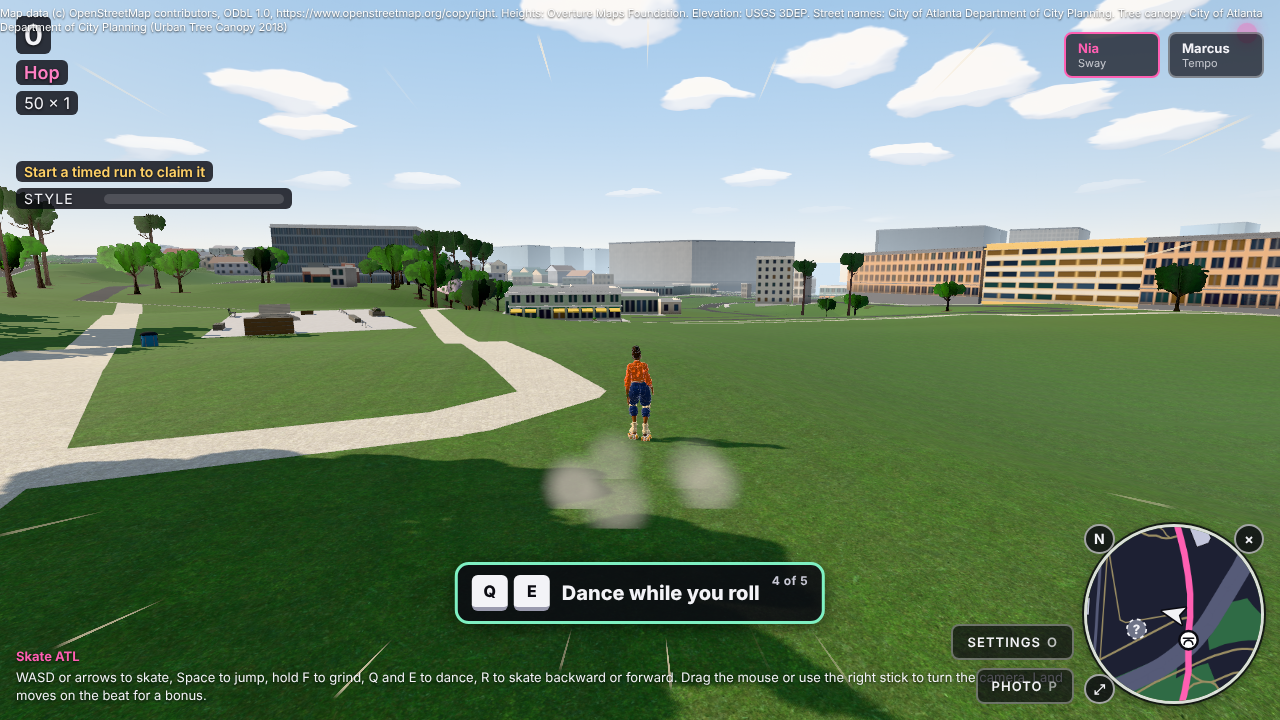 Map data (c) OpenStreetMap contributors, ODbL 1.0, https://www.openstreetmap.org/copyright. Heights: Overture Maps Foundation. Elevation: USGS 3DEP. Street names: City of Atlanta Department of City Planning. Tree canopy: City of Atlanta
Department of City Planning (Urban Tree Canopy 2018)
0
Hop
50 × 1
Nia
Sway
Marcus
Tempo
Start a timed run to claim it
STYLE
Q E Dance while you roll 4 of 5
N
×
?
SETTINGS O
PHOTO P
Skate ATL
WASD or arrows to skate, Space to jump, hold F to grind, Q and E to dance, R to skate backward or forward. Drag the mouse or use the right stick to turn the camera. Land
moves on the beat for a bonus.